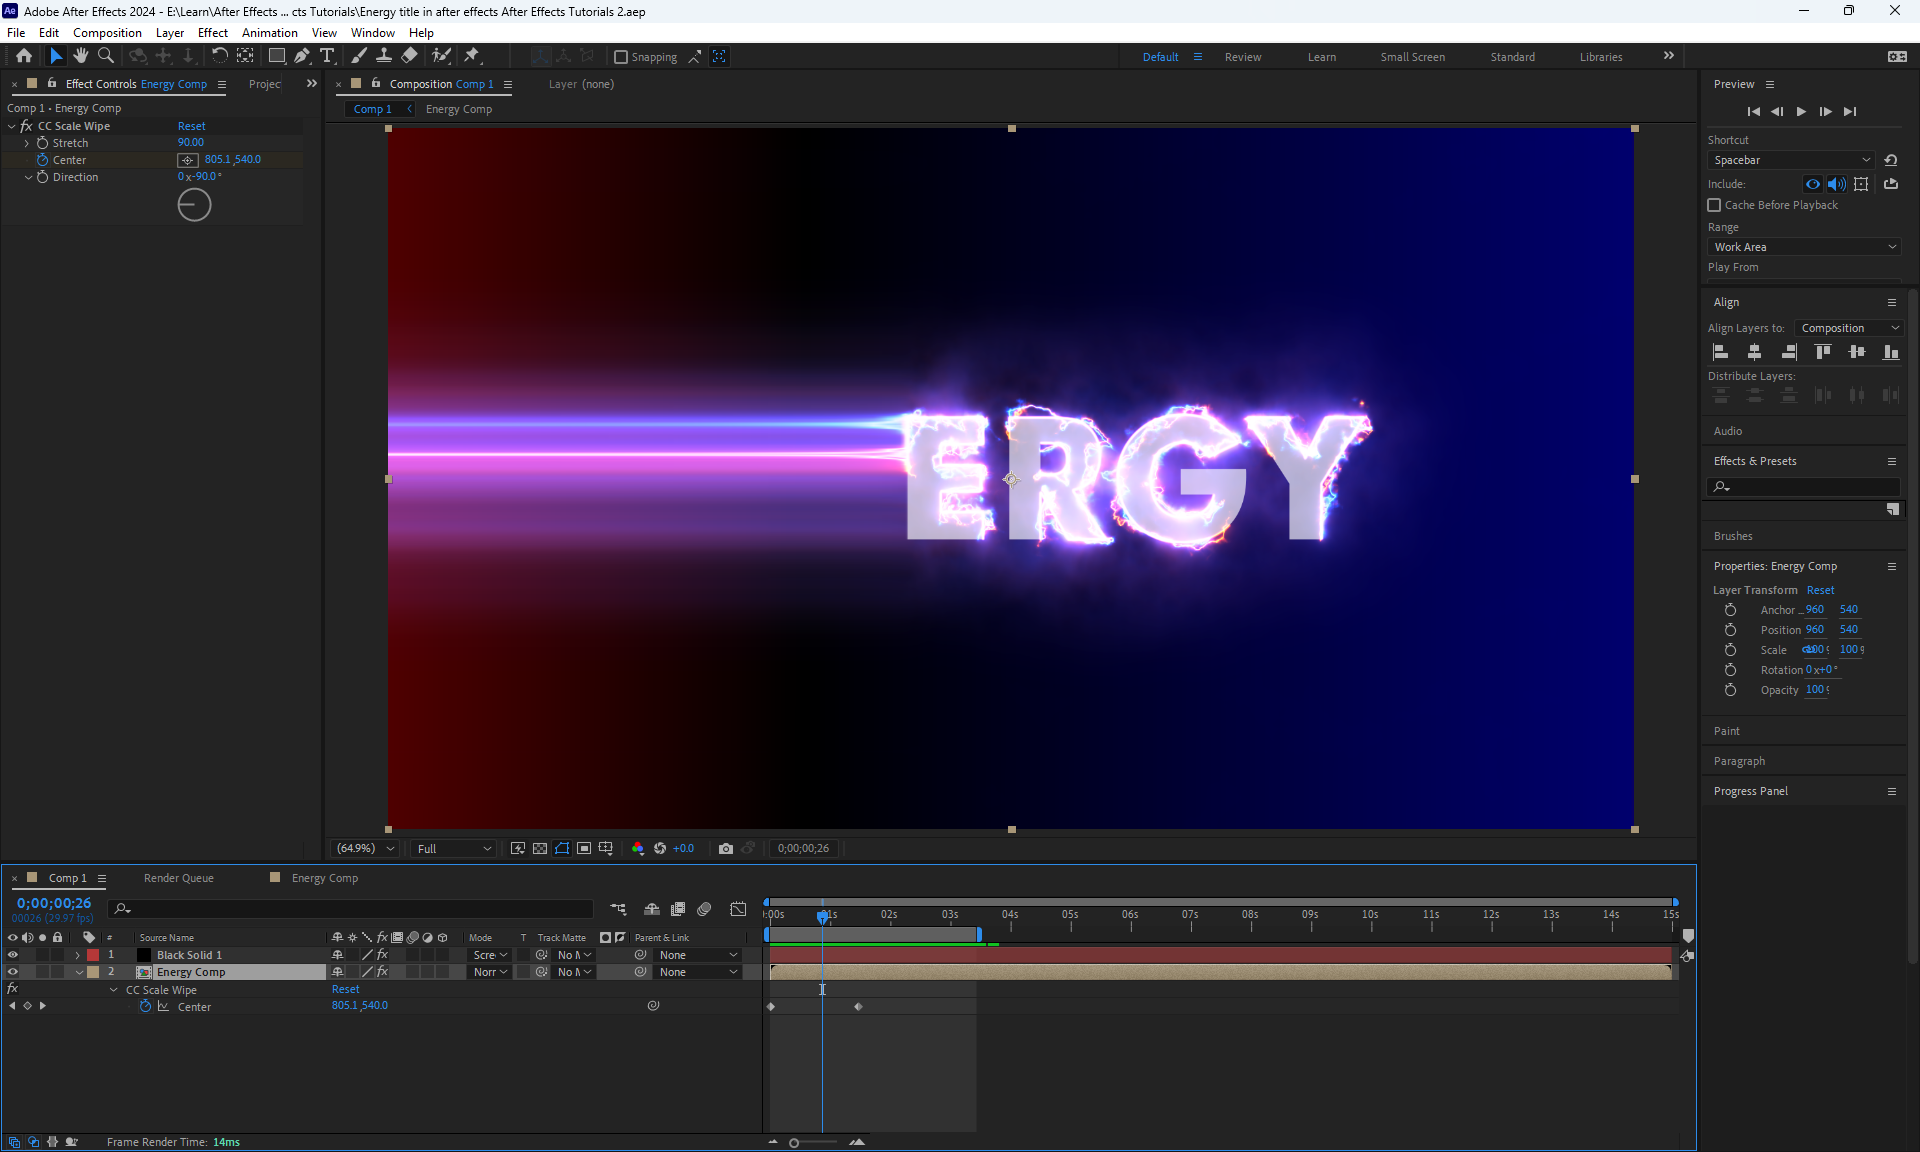 Adobe After Effects 2024 - E:\Learn\After Effects ... cts Tutorials\Energy title in after effects After Effects Tutorials 2.aep
File Edit Composition Layer Effect Animation View Window Help
Snapping
Default Review Learn Small Screen Standard Libraries
Effect Controls Energy Comp
Projec
Comp 1 • Energy Comp
fx CC Scale Wipe Reset
Stretch 90.00
Center 805.1,540.0
Direction 0x-90.0°
Composition Comp 1
Layer (none)
Comp 1 Energy Comp
ERGY
(64.9%) Full +0.0 0;00;00;26
Preview
Shortcut
Spacebar
Include:
Cache Before Playback
Range
Work Area
Play From
Align
Align Layers to: Composition
Distribute Layers:
Audio
Effects & Presets
Brushes
Properties: Energy Comp
Layer Transform Reset
Anchor ... 960 540
Position 960 540
Scale 100 100
Rotation 0x+0°
Opacity 100
Paint
Paragraph
Progress Panel
Comp 1 Render Queue Energy Comp
0;00;00;26
00026 (29.97 fps)
:00s 01s 02s 03s 04s 05s 06s 07s 08s 09s 10s 11s 12s 13s 14s 15s
# Source Name fx Mode T Track Matte Parent & Link
1 Black Solid 1 fx Scre No M None
2 Energy Comp fx Norr No M None
fx CC Scale Wipe Reset
Center 805.1,540.0
Frame Render Time: 14ms